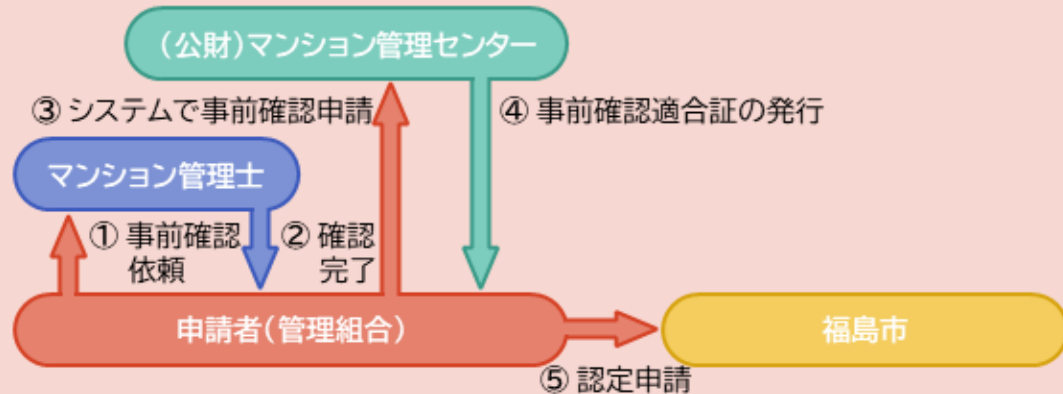 （公財）マンション管理センター
③ システムで事前確認申請
④ 事前確認適合証の発行
マンション管理士
① 事前確認
依頼
② 確認
完了
申請者（管理組合）
福島市
⑤ 認定申請